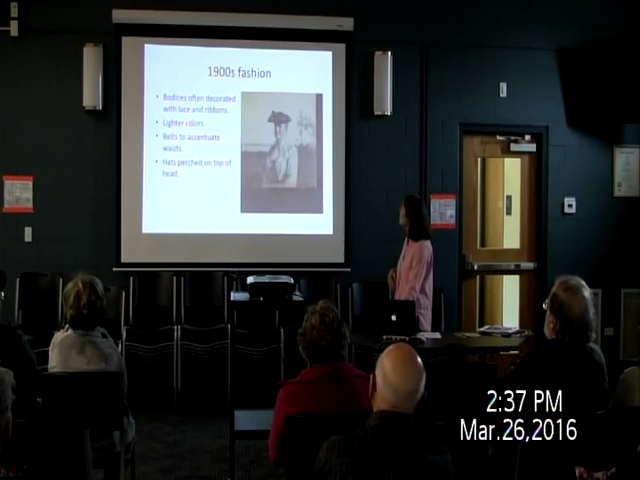 1900s fashion
• Bodices often decorated
with lace and ribbons.
• Lighter colors
• Belts to accentuate
waists.
• Hats perched on top of
head.
2:37 PM
Mar.26,2016